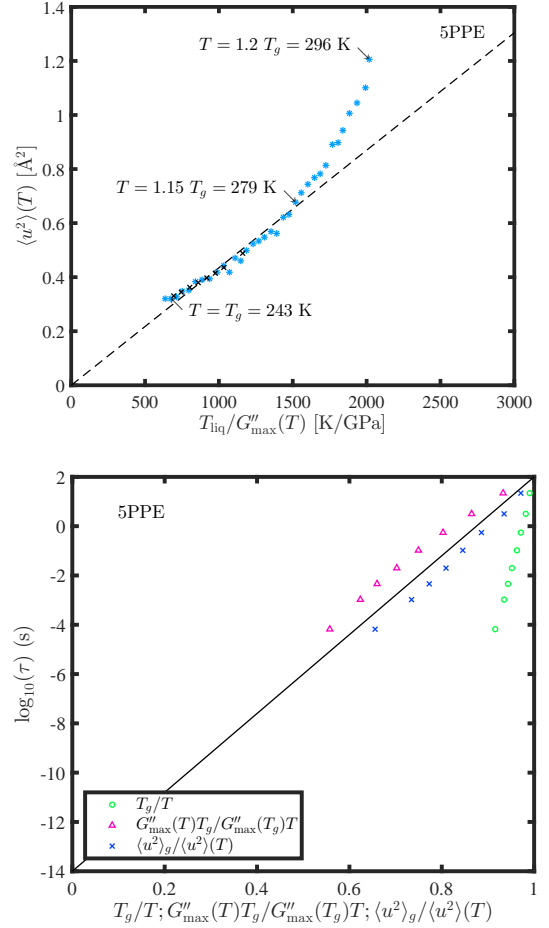 5PPE
T = 1.2 T_g = 296 K
T = 1.15 T_g = 279 K
T = T_g = 243 K
⟨u²⟩(T) [Å²]
1.4
1.2
1
0.8
0.6
0.4
0.2
0
0 500 1000 1500 2000 2500 3000
T_liq/G''_max(T) [K/GPa]
5PPE
log₁₀(τ) (s)
2
0
-2
-4
-6
-8
-10
-12
-14
T_g/T
G''_max(T)T_g/G''_max(T_g)T
⟨u²⟩_g/⟨u²⟩(T)
0 0.2 0.4 0.6 0.8 1
T_g/T; G''_max(T)T_g/G''_max(T_g)T; ⟨u²⟩_g/⟨u²⟩(T)